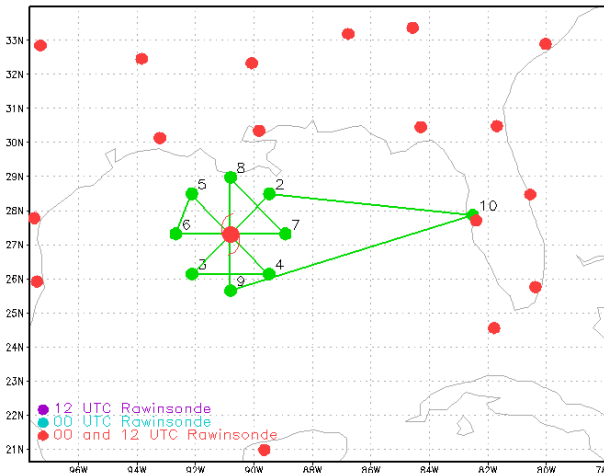 33N
32N
31N
30N
29N
28N
27N
26N
25N
24N
23N
22N
21N
8
5
2
10
6
7
3
4
9
12 UTC Rawinsonde
00 UTC Rawinsonde
00 and 12 UTC Rawinsonde
96W 94W 92W 90W 88W 86W 84W 82W 80W